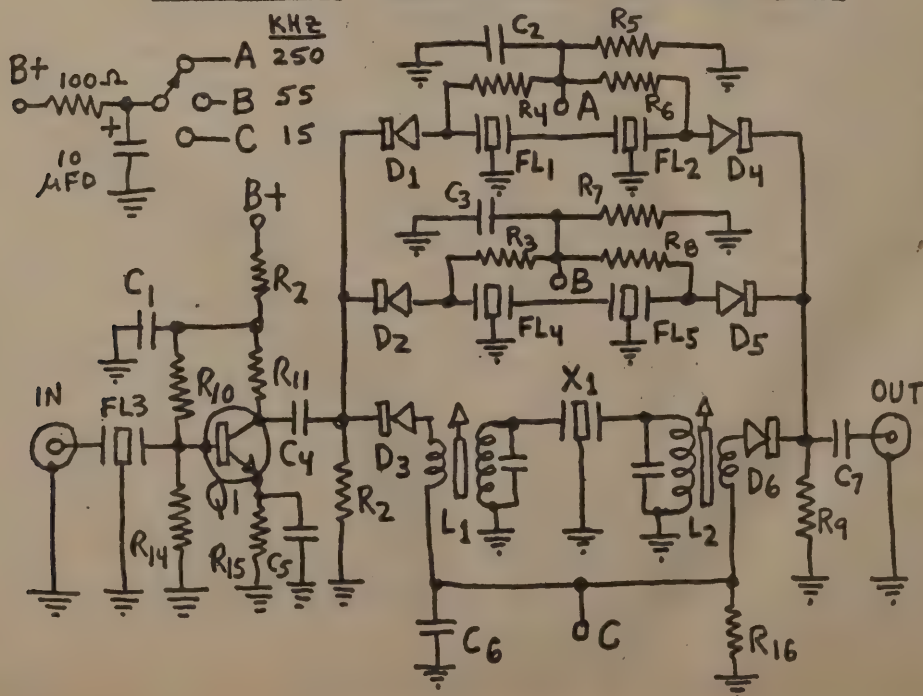 KHZ
A 250
B 55
C 15
B+
100Ω
+
10
μFD
C2
R5
R4
A
R6
D1
FL1
FL2
D4
C3
R7
R3
B
R8
D2
FL4
FL5
D5
B+
R2
C1
R10
R11
IN
FL3
C4
Q1
R14
R15
C5
R2
D3
L1
X1
L2
D6
OUT
C7
R9
C6
C
R16